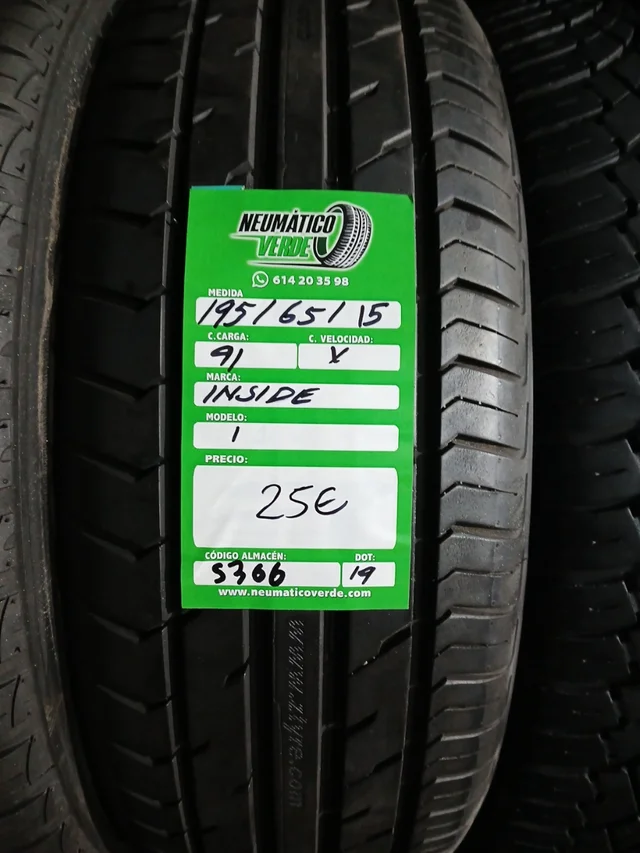 NEUMÁTICO
VERDE
614 20 35 98
MEDIDA
195/65/15
C.CARGA: C. VELOCIDAD:
91
MARCA:
INSIDE
MODELO:
1
PRECIO:
25€
CÓDIGO ALMACÉN: DOT:
S366 19
www.neumaticoverde.com